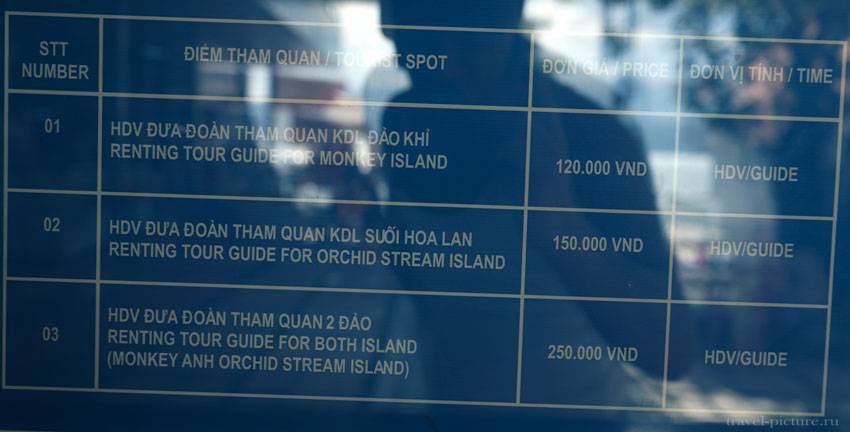 STT
NUMBER
ĐIỂM THAM QUAN / TOURIST SPOT
ĐƠN GIÁ / PRICE
ĐƠN VỊ TÍNH / TIME
01
HDV ĐƯA ĐOÀN THAM QUAN KDL ĐẢO KHỈ
RENTING TOUR GUIDE FOR MONKEY ISLAND
120.000 VND
HDV/GUIDE
02
HDV ĐƯA ĐOÀN THAM QUAN KDL SUỐI HOA LAN
RENTING TOUR GUIDE FOR ORCHID STREAM ISLAND
150.000 VND
HDV/GUIDE
03
HDV ĐƯA ĐOÀN THAM QUAN 2 ĐẢO
RENTING TOUR GUIDE FOR BOTH ISLAND
(MONKEY ANH ORCHID STREAM ISLAND)
250.000 VND
HDV/GUIDE
travel-picture.ru